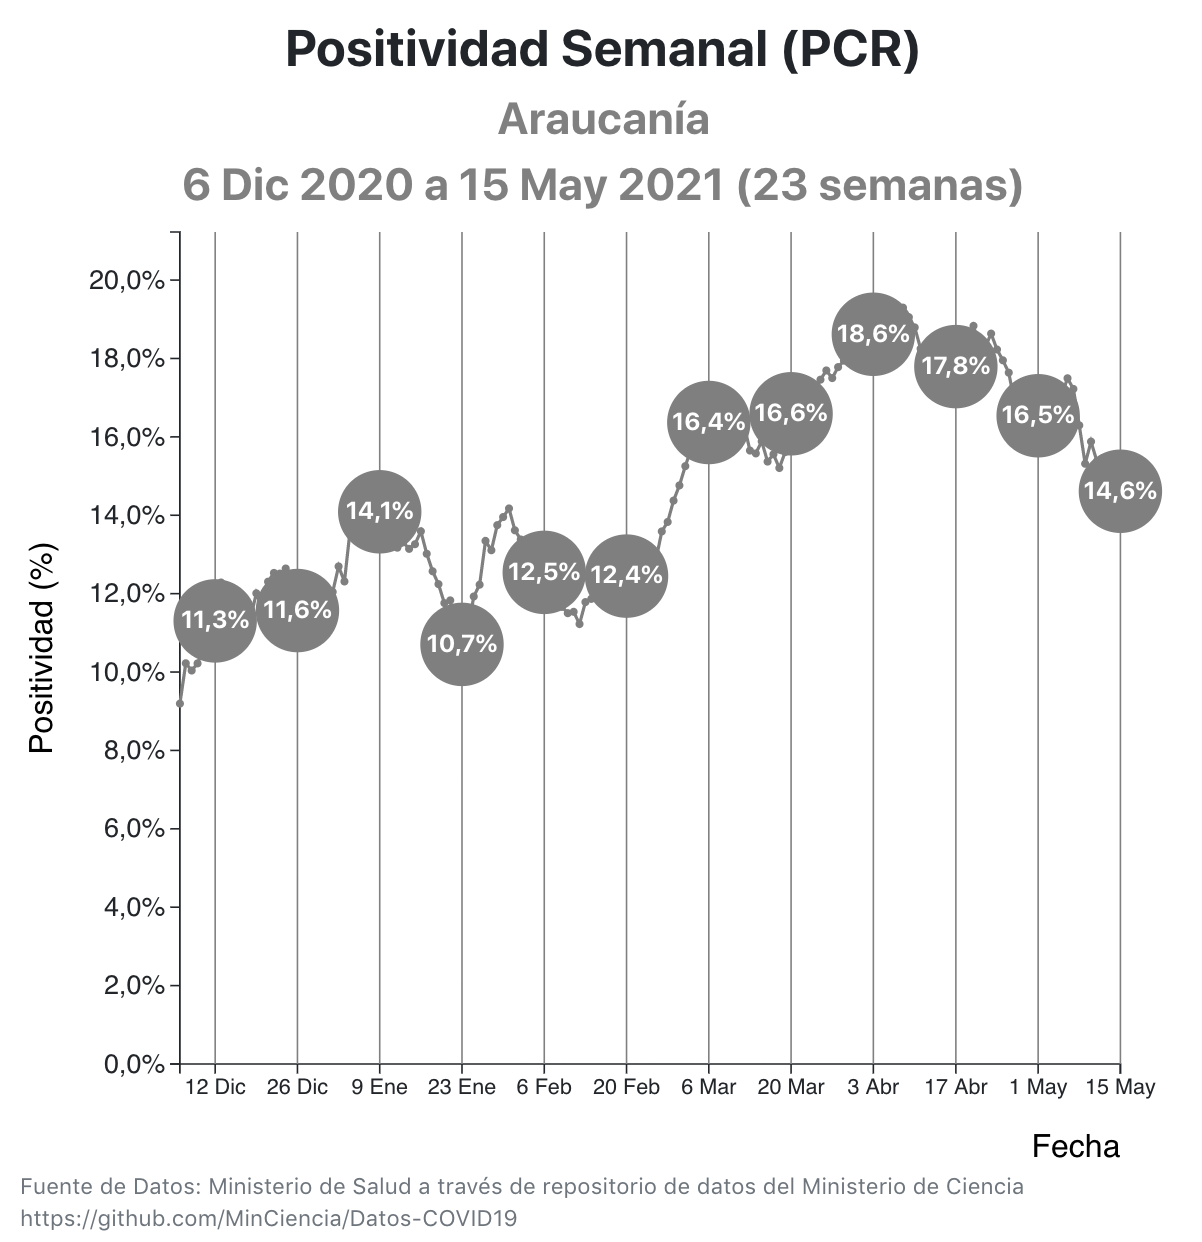 Positividad Semanal (PCR)
Araucanía
6 Dic 2020 a 15 May 2021 (23 semanas)
20,0%
18,0%
16,0%
14,0%
12,0%
10,0%
8,0%
6,0%
4,0%
2,0%
0,0%
Positividad (%)
11,3%
11,6%
14,1%
10,7%
12,5%
12,4%
16,4%
16,6%
18,6%
17,8%
16,5%
14,6%
12 Dic
26 Dic
9 Ene
23 Ene
6 Feb
20 Feb
6 Mar
20 Mar
3 Abr
17 Abr
1 May
15 May
Fecha
Fuente de Datos: Ministerio de Salud a través de repositorio de datos del Ministerio de Ciencia
https://github.com/MinCiencia/Datos-COVID19